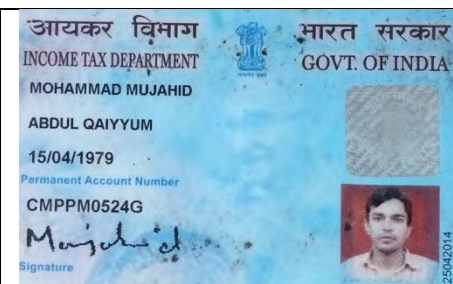 आयकर विभाग
भारत सरकार
INCOME TAX DEPARTMENT
GOVT. OF INDIA
MOHAMMAD MUJAHID
ABDUL QAIYYUM
15/04/1979
Permanent Account Number
CMPPM0524G
Mujahid
Signature
25042014